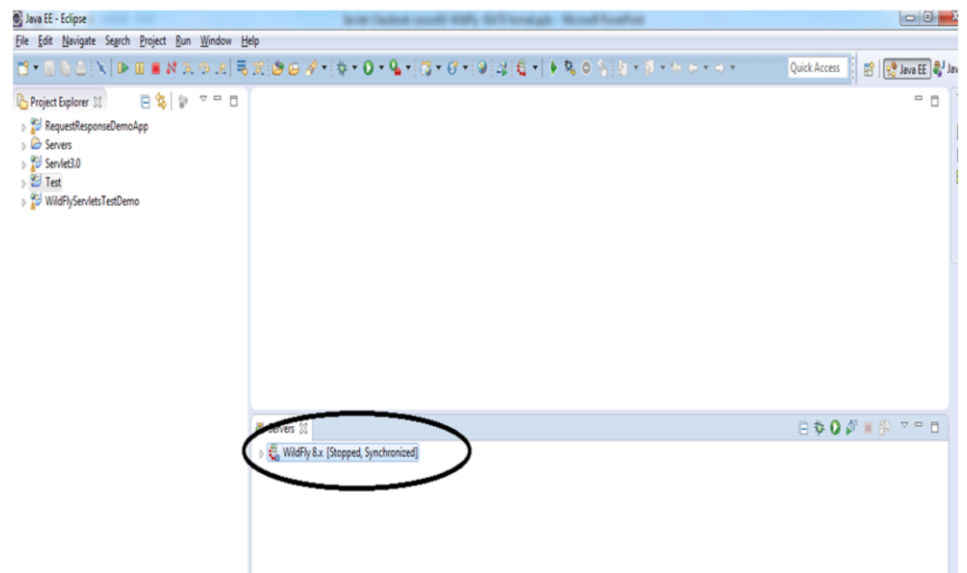 Java EE - Eclipse
File Edit Navigate Search Project Run Window Help
Quick Access
Java EE
Jav
Project Explorer
RequestResponseDemoApp
Servers
Servlet3.0
Test
WildFlyServletsTestDemo
Servers
WildFly 8.x [Stopped, Synchronized]